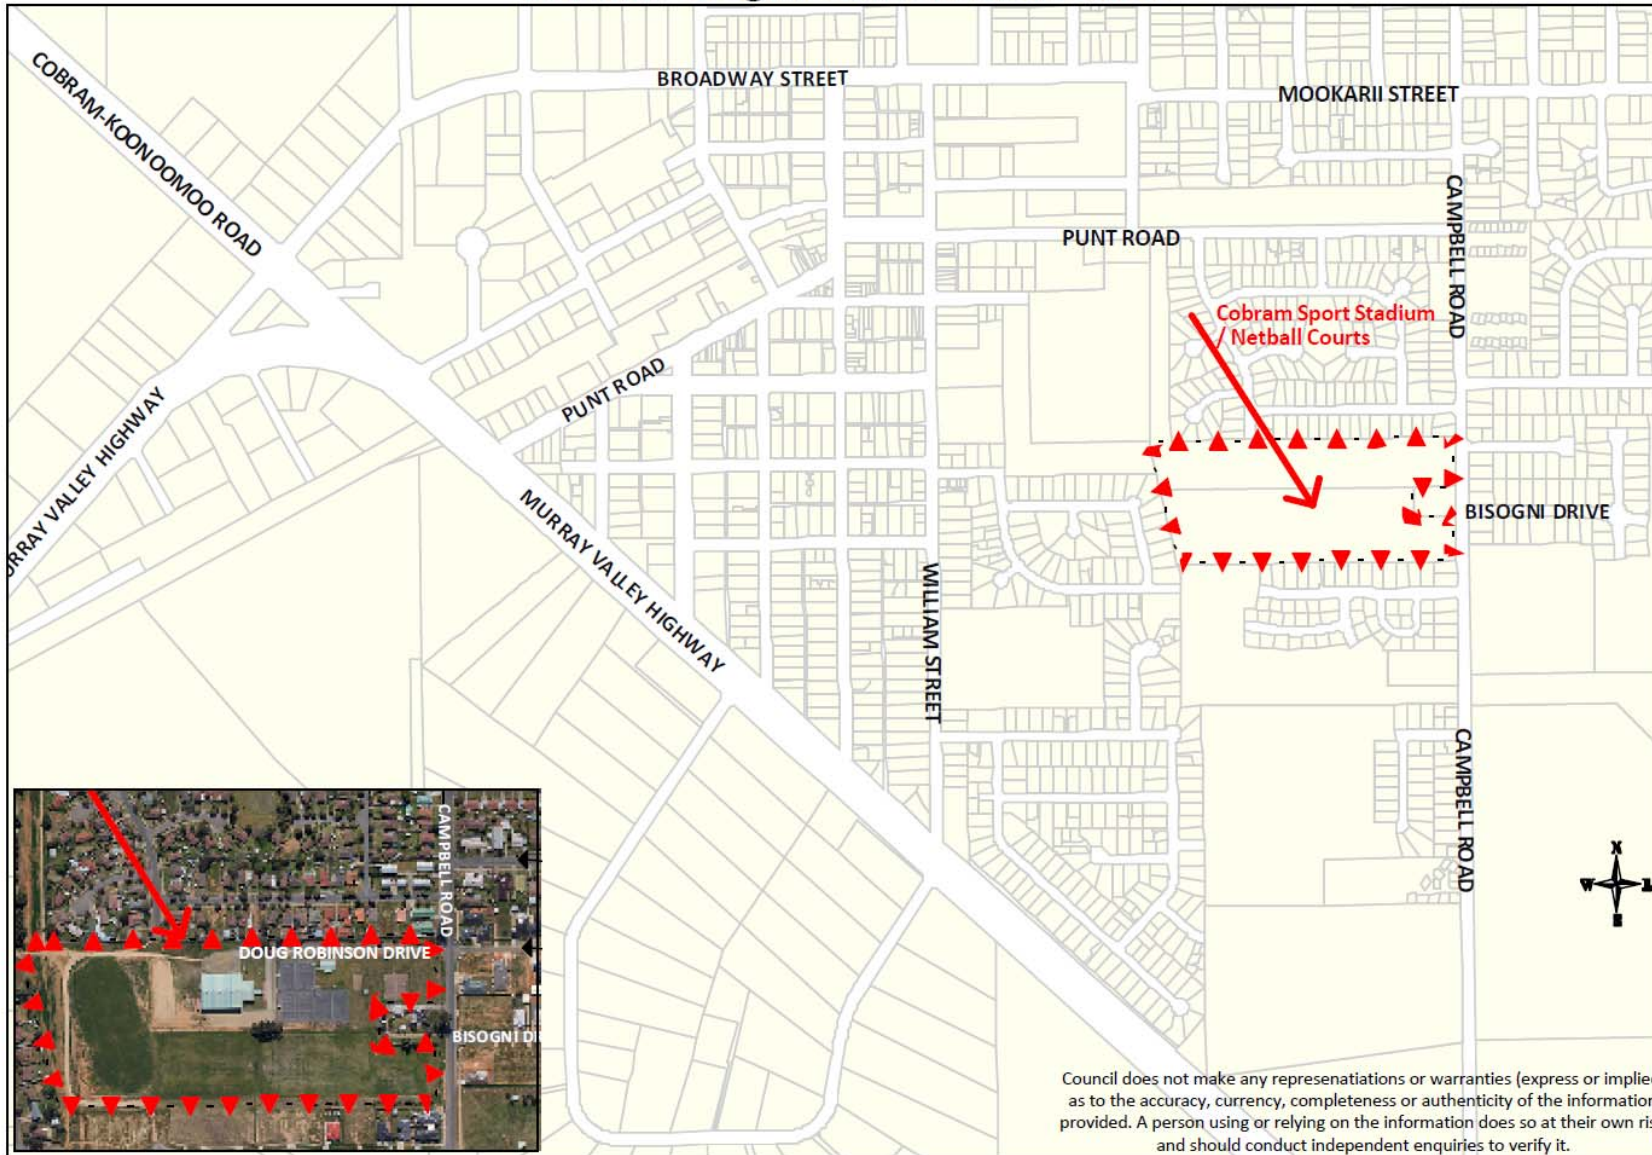 BROADWAY STREET
MOOKARII STREET
COBRAM-KOONOOMOO ROAD
CAMPBELL ROAD
PUNT ROAD
Cobram Sport Stadium
/ Netball Courts
PUNT ROAD
MURRAY VALLEY HIGHWAY
MURRAY VALLEY HIGHWAY
BISOGNI DRIVE
WILLIAM STREET
CAMPBELL ROAD
CAMPBELL ROAD
DOUG ROBINSON DRIVE
BISOGNI DI
W
Council does not make any represenatiations or warranties (express or implied
as to the accuracy, currency, completeness or authenticity of the information
provided. A person using or relying on the information does so at their own ris
and should conduct independent enquiries to verify it.